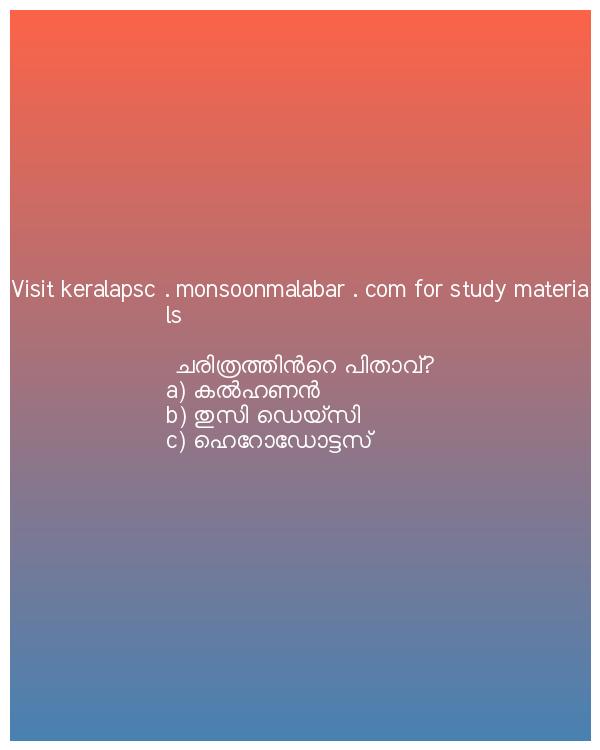 Visit keralapsc . monsoonmalabar . com for study materia
ls
ചരിത്രത്തിൻറെ പിതാവ്?
a) കൽഹണൻ
b) തുസി ഡെയ്സി
c) ഹെറോഡോട്ടസ്